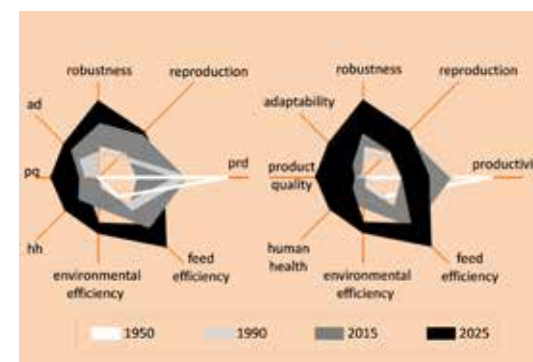 robustness
reproduction
ad
prd
pq
hh
feed
efficiency
environmental
efficiency
robustness
reproduction
adaptability
productivi
product
quality
human
health
feed
efficiency
environmental
efficiency
1950
1990
2015
2025